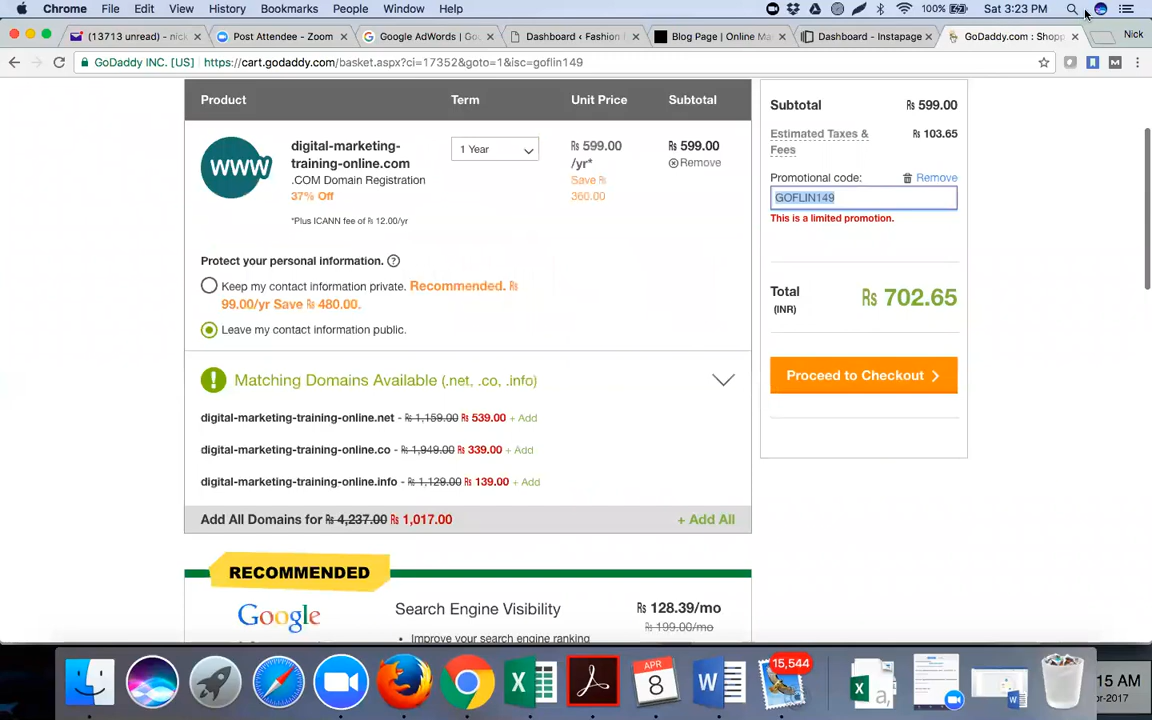 Chrome File Edit View History Bookmarks People Window Help 100% Sat 3:23 PM
(13713 unread) - nick Post Attendee - Zoom Google AdWords | Go Dashboard ‹ Fashion Blog Page | Online Ma Dashboard - Instapage GoDaddy.com : Shopp Nick
GoDaddy INC. [US] https://cart.godaddy.com/basket.aspx?ci=17352&goto=1&isc=goflin149
Product Term Unit Price Subtotal
WWW
digital-marketing-
training-online.com
.COM Domain Registration
37% Off
*Plus ICANN fee of ₨ 12.00/yr
1 Year
₨ 599.00
/yr*
Save ₨
360.00
₨ 599.00
Remove
Protect your personal information. ?
Keep my contact information private. Recommended. ₨
99.00/yr Save ₨ 480.00.
Leave my contact information public.
! Matching Domains Available (.net, .co, .info)
digital-marketing-training-online.net - ₨ 1,159.00 ₨ 539.00 + Add
digital-marketing-training-online.co - ₨ 1,949.00 ₨ 339.00 + Add
digital-marketing-training-online.info - ₨ 1,129.00 ₨ 139.00 + Add
Add All Domains for ₨ 4,237.00 ₨ 1,017.00 + Add All
RECOMMENDED
Google
Search Engine Visibility
• Improve your search engine ranking
₨ 128.39/mo
₨ 199.00/mo
Subtotal ₨ 599.00
Estimated Taxes & ₨ 103.65
Fees
Promotional code: Remove
GOFLIN149
This is a limited promotion.
Total ₨ 702.65
(INR)
Proceed to Checkout
APR
8
15,544
a,
:15 AM
pr-2017